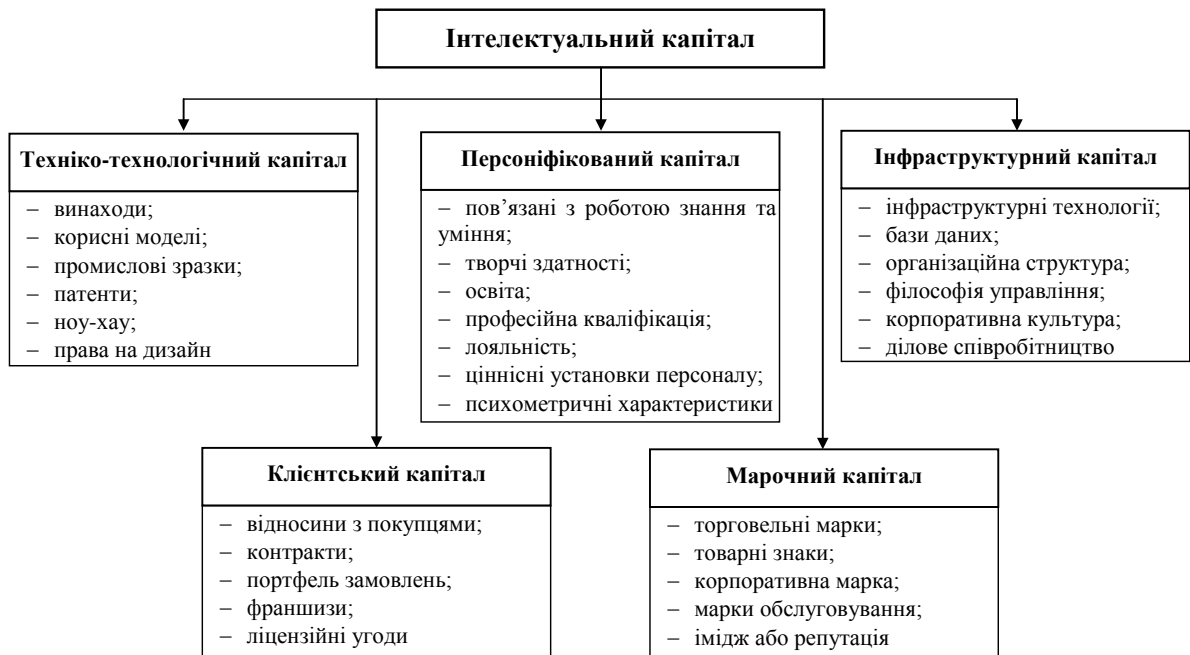 Інтелектуальний капітал
Техніко-технологічний капітал
– винаходи;
– корисні моделі;
– промислові зразки;
– патенти;
– ноу-хау;
– права на дизайн
Персоніфікований капітал
– пов’язані з роботою знання та
уміння;
– творчі здатності;
– освіта;
– професійна кваліфікація;
– лояльність;
– ціннісні установки персоналу;
– психометричні характеристики
Інфраструктурний капітал
– інфраструктурні технології;
– бази даних;
– організаційна структура;
– філософія управління;
– корпоративна культура;
– ділове співробітництво
Клієнтський капітал
– відносини з покупцями;
– контракти;
– портфель замовлень;
– франшизи;
– ліцензійні угоди
Марочний капітал
– торговельні марки;
– товарні знаки;
– корпоративна марка;
– марки обслуговування;
– імідж або репутація